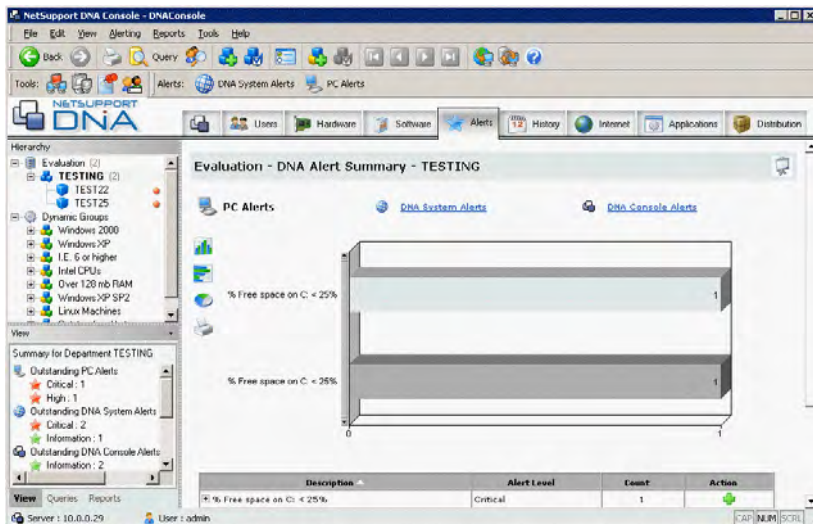 NetSupport DNA Console - DNAConsole
File Edit View Alerting Reports Tools Help
Back Query
Tools: Alerts: DNA System Alerts PC Alerts
NETSUPPORT
DNA
Users Hardware Software Alerts History Internet Applications Distribution
12
Hierarchy
Evaluation (2)
TESTING (2)
TEST22
TEST25
Dynamic Groups
Windows 2000
Windows XP
I.E. 6 or higher
Intel CPUs
Over 128 mb RAM
Windows XP SP2
Linux Machines
View
Summary for Department TESTING
Outstanding PC Alerts
Critical : 1
High : 1
Outstanding DNA System Alerts
Critical : 2
Information : 1
Outstanding DNA Console Alerts
Information : 2
View Queries Reports
Evaluation - DNA Alert Summary - TESTING
PC Alerts DNA System Alerts DNA Console Alerts
% Free space on C: < 25% 1
% Free space on C: < 25% 1
0 1
Description Alert Level Count Action
% Free space on C: < 25% Critical 1
Server : 10.0.0.29 User : admin CAP NUM SCRL